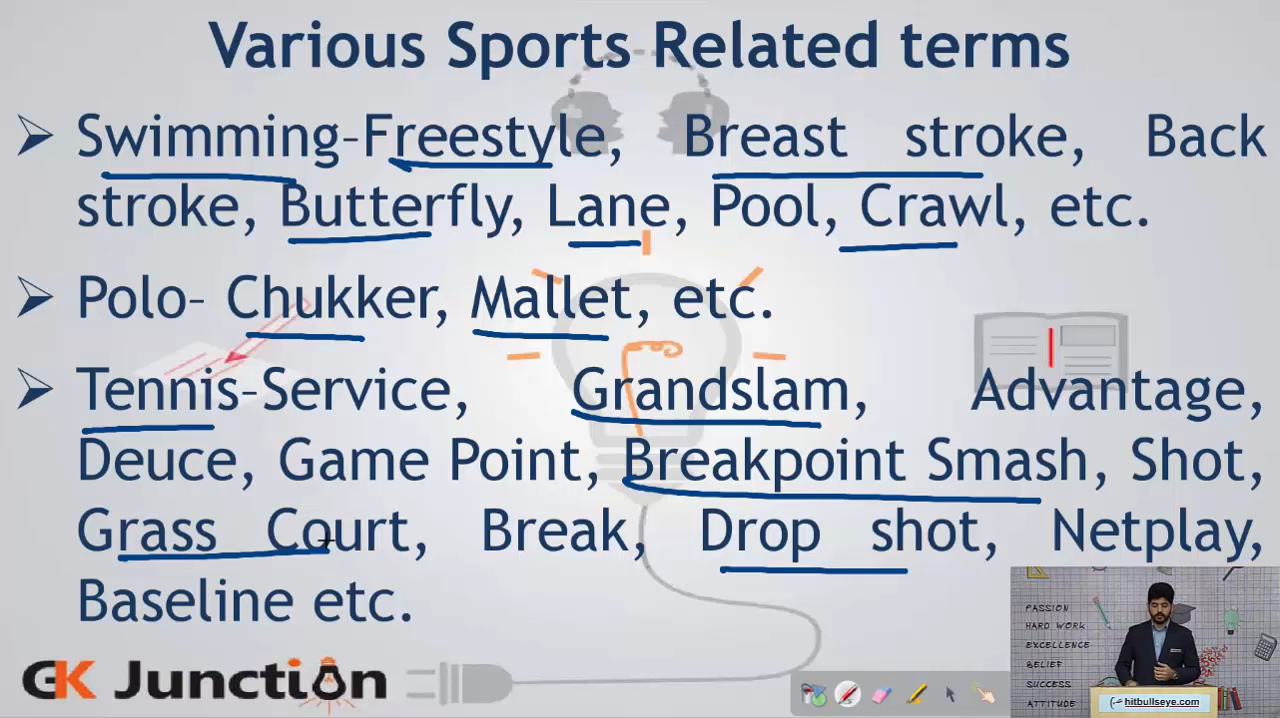 Various Sports Related terms
Swimming–Freestyle, Breast stroke, Back
stroke, Butterfly, Lane, Pool, Crawl, etc.
Polo– Chukker, Mallet, etc.
Tennis–Service, Grandslam, Advantage,
Deuce, Game Point, Breakpoint Smash, Shot,
Grass Court, Break, Drop shot, Netplay,
Baseline etc.
GK Junction
PASSION
HARD WORK
EXCELLENCE
BELIEF
SUCCESS
ATTITUDE
hitbullseye.com